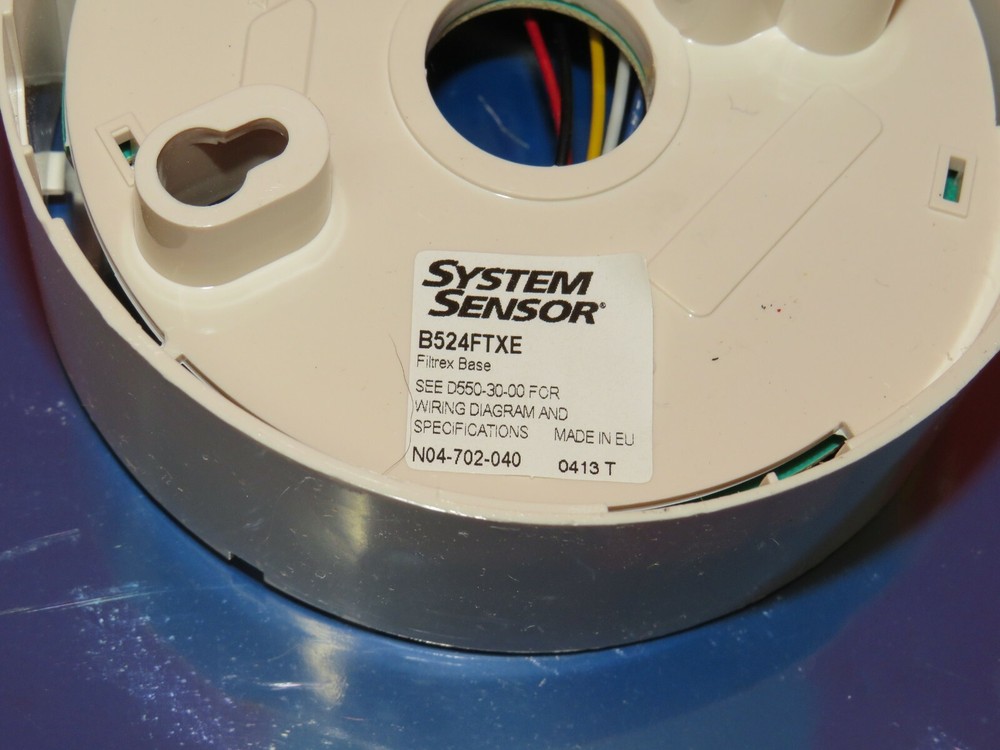 SYSTEM
SENSOR®
B524FTXE
Filtrex Base
SEE D550-30-00 FOR
WIRING DIAGRAM AND
SPECIFICATIONS MADE IN EU
N04-702-040 0413 T